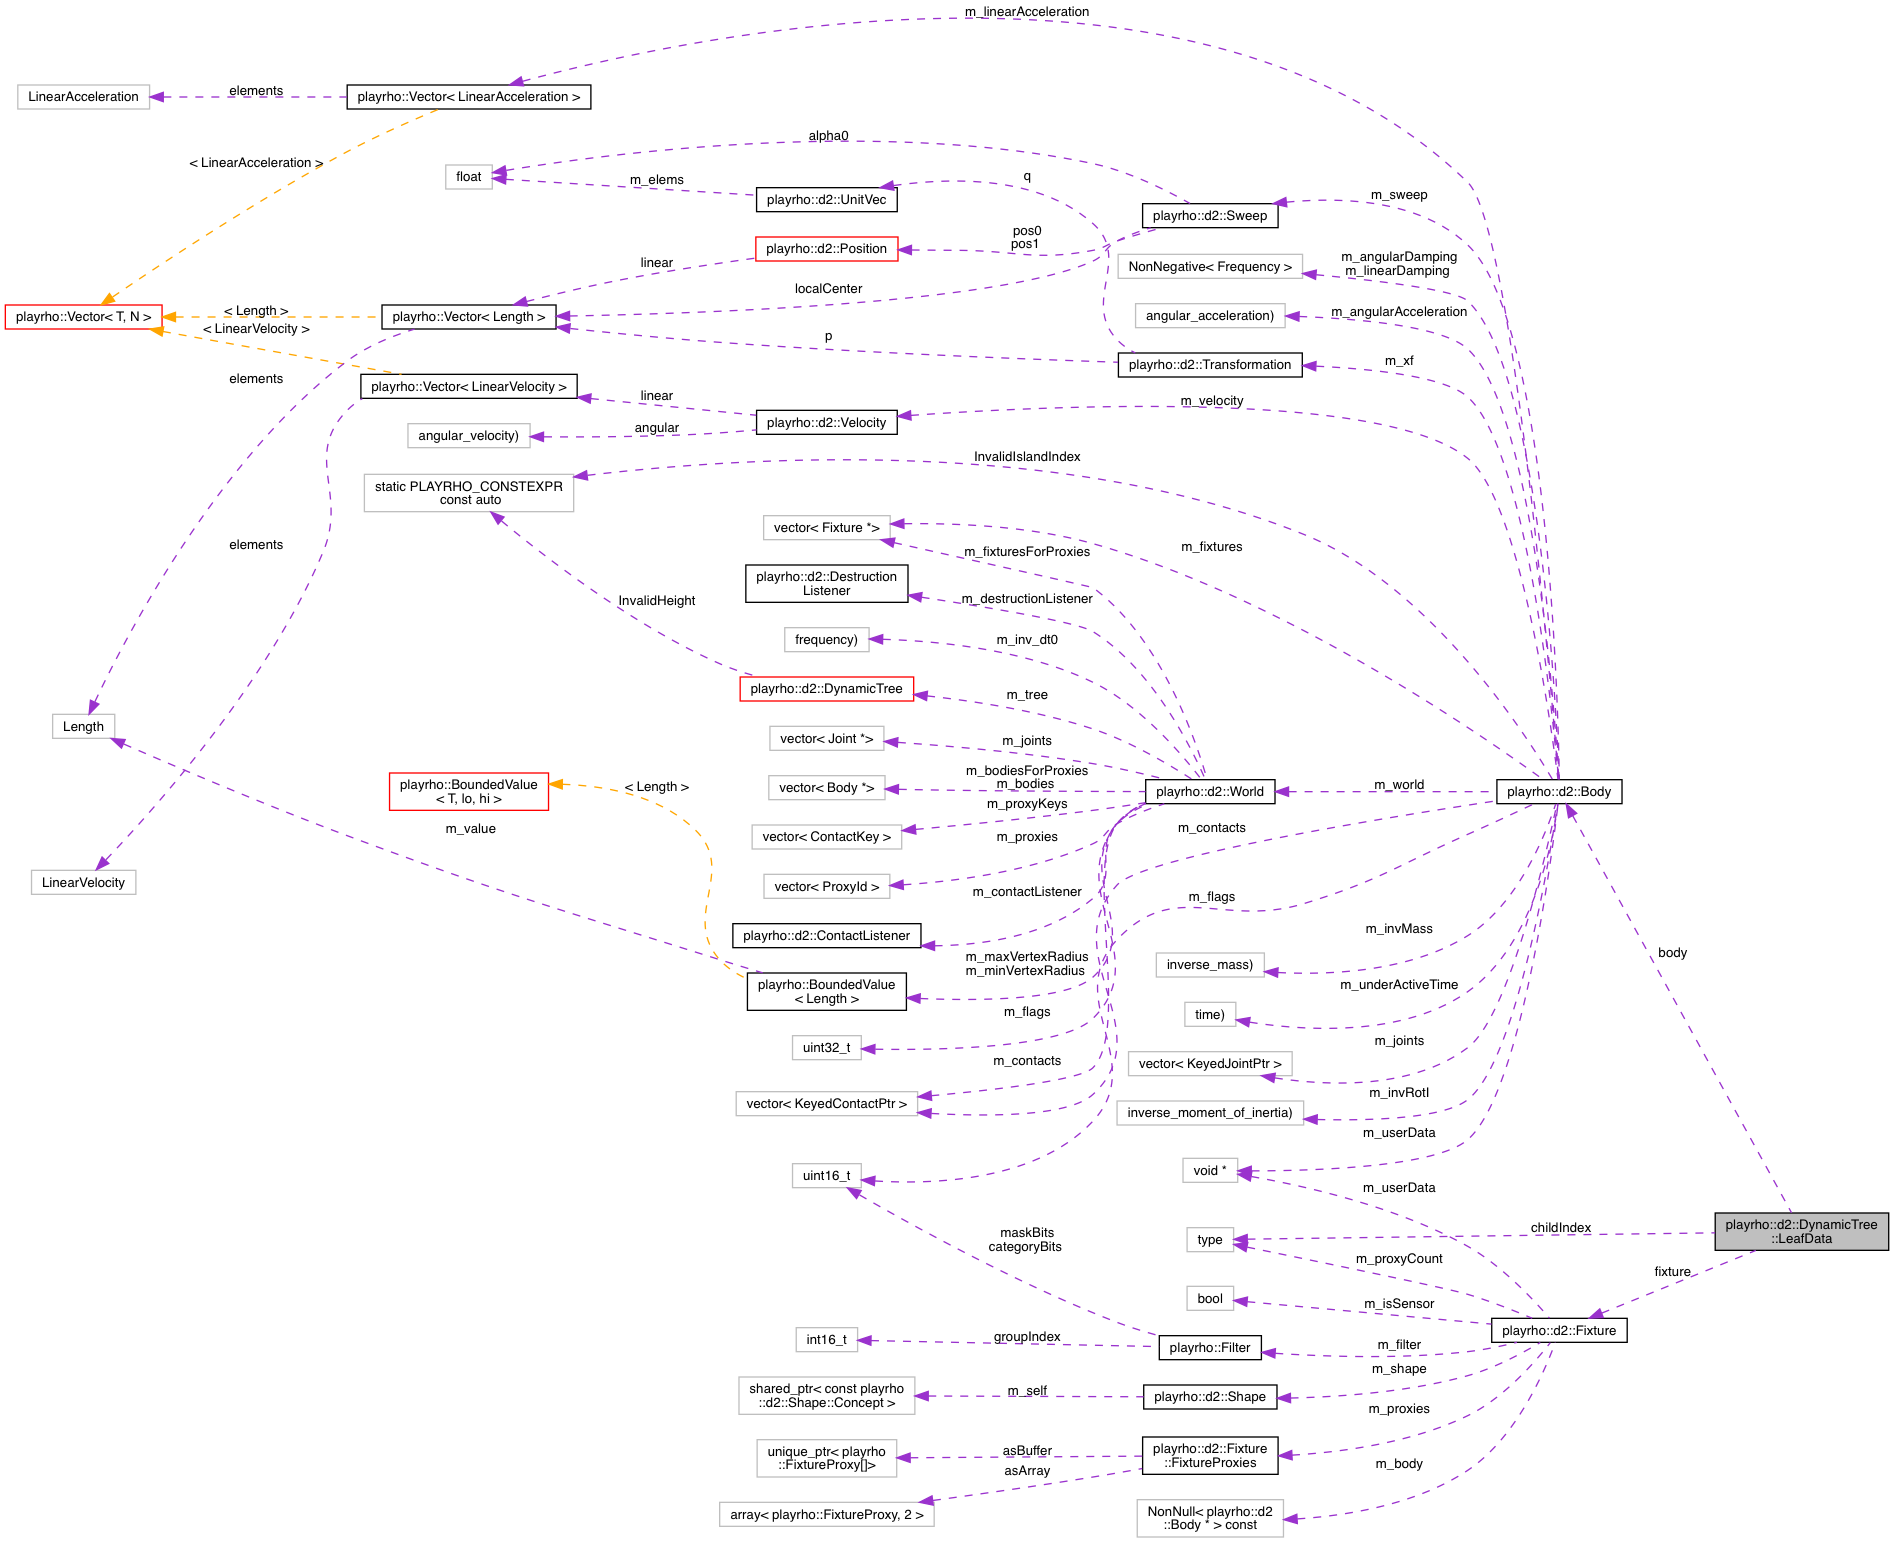 m_linearAcceleration
LinearAcceleration
elements
playrho::Vector< LinearAcceleration >
alpha0
< LinearAcceleration >
float
m_elems
q
playrho::d2::UnitVec
m_sweep
playrho::d2::Sweep
pos0
pos1
playrho::d2::Position
linear
NonNegative< Frequency >
m_angularDamping
m_linearDamping
localCenter
playrho::Vector< T, N >
< Length >
playrho::Vector< Length >
angular_acceleration)
m_angularAcceleration
< LinearVelocity >
p
m_xf
playrho::d2::Transformation
elements
playrho::Vector< LinearVelocity >
linear
m_velocity
playrho::d2::Velocity
angular
angular_velocity)
InvalidIslandIndex
static PLAYRHO_CONSTEXPR
const auto
vector< Fixture *>
m_fixtures
elements
m_fixturesForProxies
playrho::d2::Destruction
Listener
m_destructionListener
InvalidHeight
frequency)
m_inv_dt0
playrho::d2::DynamicTree
m_tree
Length
vector< Joint *>
m_joints
playrho::BoundedValue
< T, lo, hi >
< Length >
m_bodiesForProxies
m_bodies
vector< Body *>
playrho::d2::World
m_world
playrho::d2::Body
m_proxyKeys
m_value
vector< ContactKey >
m_proxies
m_contacts
LinearVelocity
vector< ProxyId >
m_contactListener
m_flags
playrho::d2::ContactListener
m_invMass
body
m_maxVertexRadius
m_minVertexRadius
inverse_mass)
playrho::BoundedValue
< Length >
m_underActiveTime
m_flags
time)
uint32_t
m_joints
m_contacts
vector< KeyedJointPtr >
m_invRotI
vector< KeyedContactPtr >
inverse_moment_of_inertia)
m_userData
uint16_t
void *
m_userData
maskBits
categoryBits
type
childIndex
playrho::d2::DynamicTree
::LeafData
m_proxyCount
fixture
bool
m_isSensor
playrho::d2::Fixture
int16_t
groupIndex
playrho::Filter
m_filter
m_shape
shared_ptr< const playrho
::d2::Shape::Concept >
m_self
playrho::d2::Shape
m_proxies
unique_ptr< playrho
::FixtureProxy[]>
asBuffer
playrho::d2::Fixture
::FixtureProxies
asArray
m_body
array< playrho::FixtureProxy, 2 >
NonNull< playrho::d2
::Body * > const